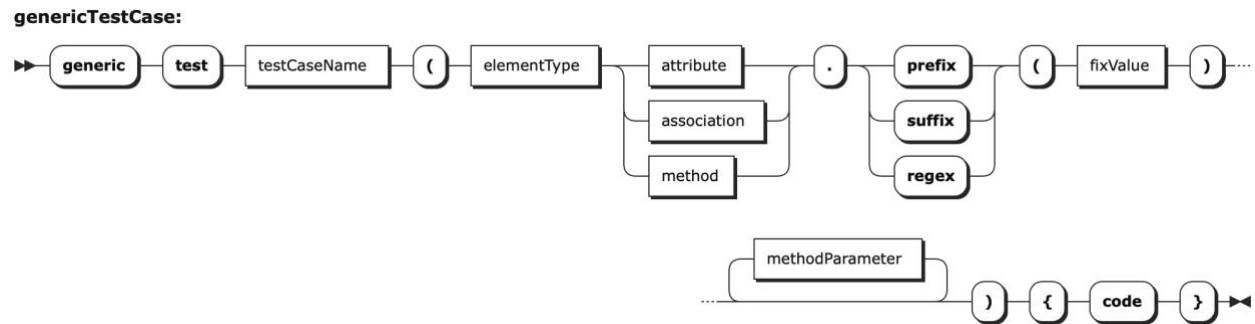 genericTestCase:
generic test testCaseName ( elementType attribute . prefix ( fixValue )
association suffix
method regex
methodParameter
) { code }